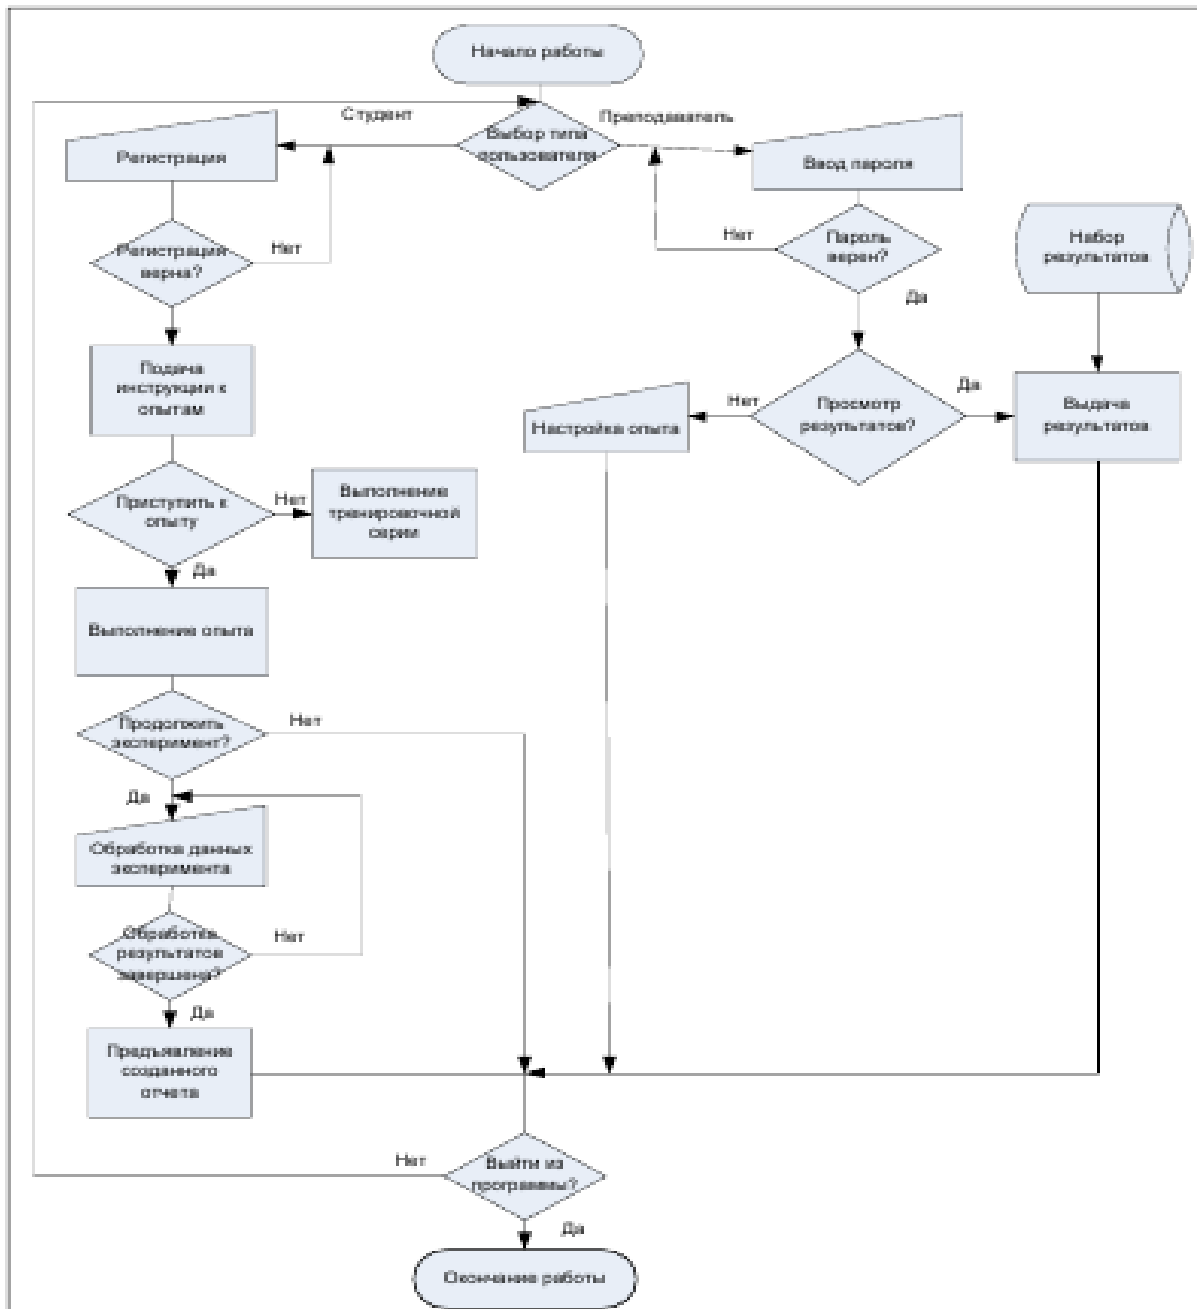 Начало работы
Студент
Преподаватель
Выбор типа
пользователя
Регистрация
Ввод пароля
Регистрация
верна?
Нет
Нет
Пароль
верен?
Набор
результатов
Да
Подача
инструкции к
опытам
Настройка опыта
Нет
Просмотр
результатов?
Да
Выдача
результатов
Приступить к
опыту
Нет
Выполнение
тренировочной
серии
Да
Выполнение опыта
Продолжить
эксперимент?
Нет
Да
Обработка данных
эксперимента
Обработка
результатов
завершена?
Нет
Да
Предъявление
созданного
отчета
Нет
Выйти из
программы?
Да
Окончание работы